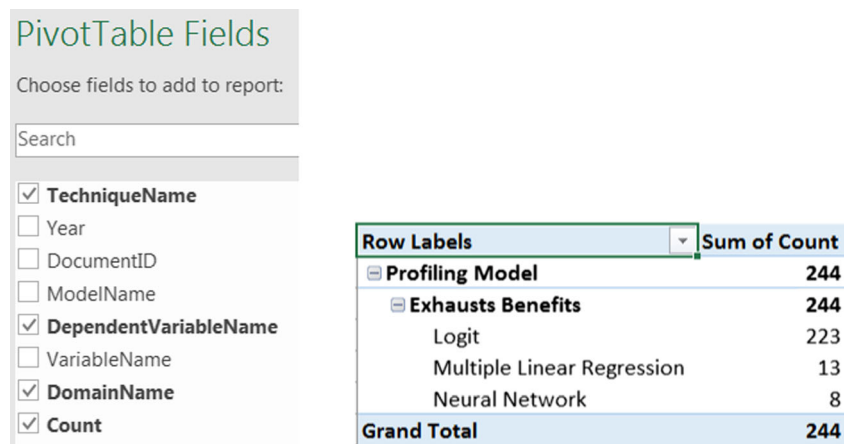 PivotTable Fields
Choose fields to add to report:
Search
TechniqueName
Year
DocumentID
ModelName
DependentVariableName
VariableName
DomainName
Count
Row Labels Sum of Count
Profiling Model 244
Exhausts Benefits 244
Logit 223
Multiple Linear Regression 13
Neural Network 8
Grand Total 244